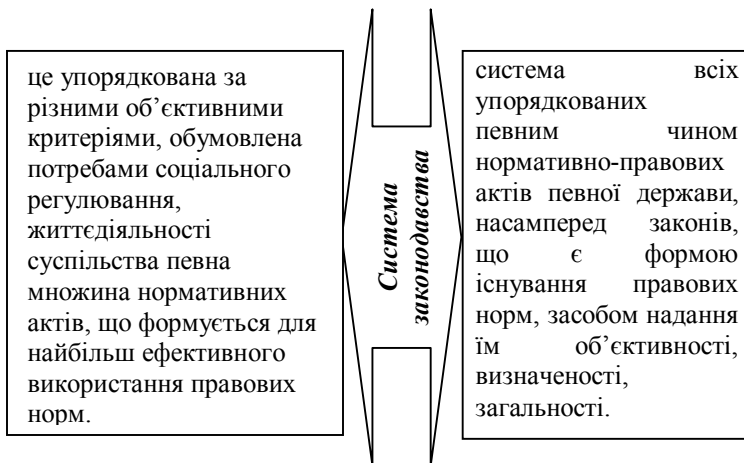 це упорядкована за
різними об’єктивними
критеріями, обумовлена
потребами соціального
регулювання,
життєдіяльності
суспільства певна
множина нормативних
актів, що формується для
найбільш ефективного
використання правових
норм.
Система
законодавства
система всіх
упорядкованих
певним чином
нормативно-правових
актів певної держави,
насамперед законів,
що є формою
існування правових
норм, засобом надання
їм об’єктивності,
визначеності,
загальності.